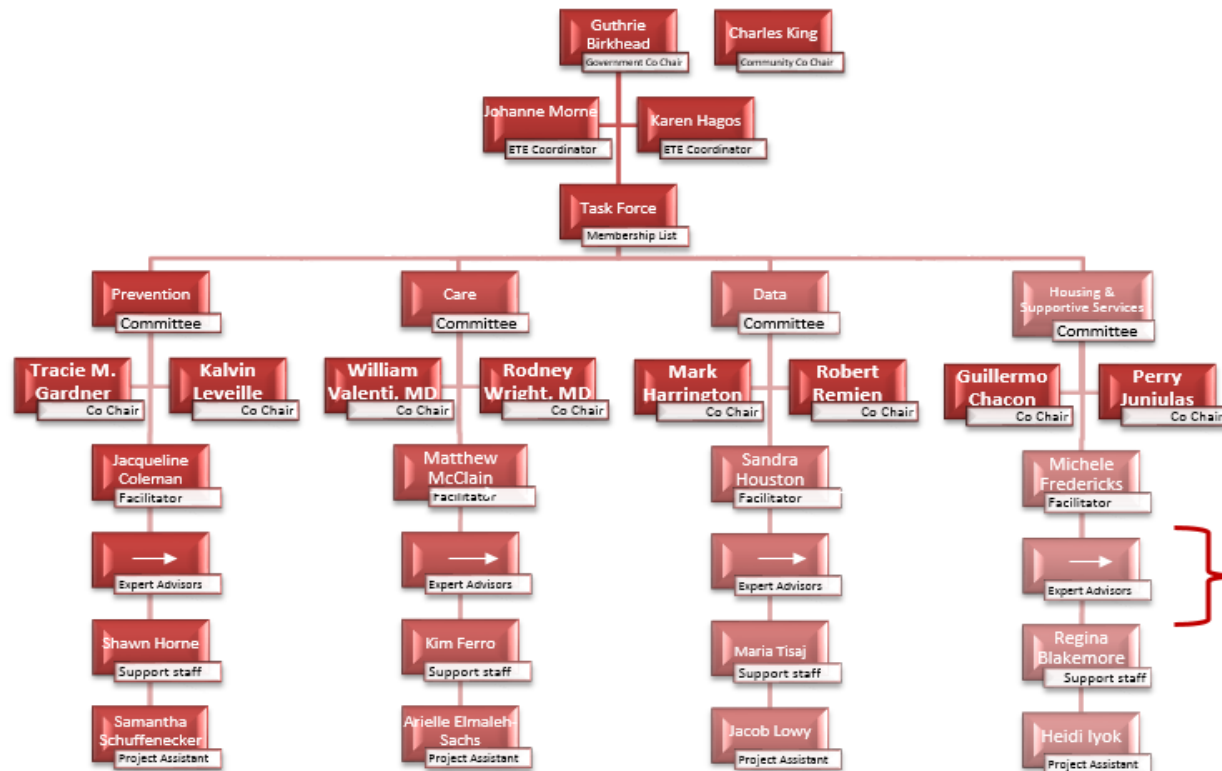 Guthrie
Birkhead
Government Co Chair
Charles King
Community Co Chair
Johanne Morne
ETE Coordinator
Karen Hagos
ETE Coordinator
Task Force
Membership List
Prevention
Committee
Care
Committee
Data
Committee
Housing &
Supportive Services
Committee
Tracie M.
Gardner
Co Chair
Kalvin
Leveille
Co Chair
William
Valenti, MD
Co Chair
Rodney
Wright, MD
Co Chair
Mark
Harrington
Co Chair
Robert
Remien
Co Chair
Guillermo
Chacon
Co Chair
Perry
Juniulas
Co Chair
Jacqueline
Coleman
Facilitator
Matthew
McClain
Facilitator
Sandra
Houston
Facilitator
Michele
Fredericks
Facilitator
Expert Advisors
Expert Advisors
Expert Advisors
Expert Advisors
Shawn Horne
Support staff
Kim Ferro
Support staff
Maria Tisaj
Support staff
Regina
Blakemore
Support staff
Samantha
Schuffenecker
Project Assistant
Arielle Elmaleh-
Sachs
Project Assistant
Jacob Lowy
Project Assistant
Heidi Iyok
Project Assistant